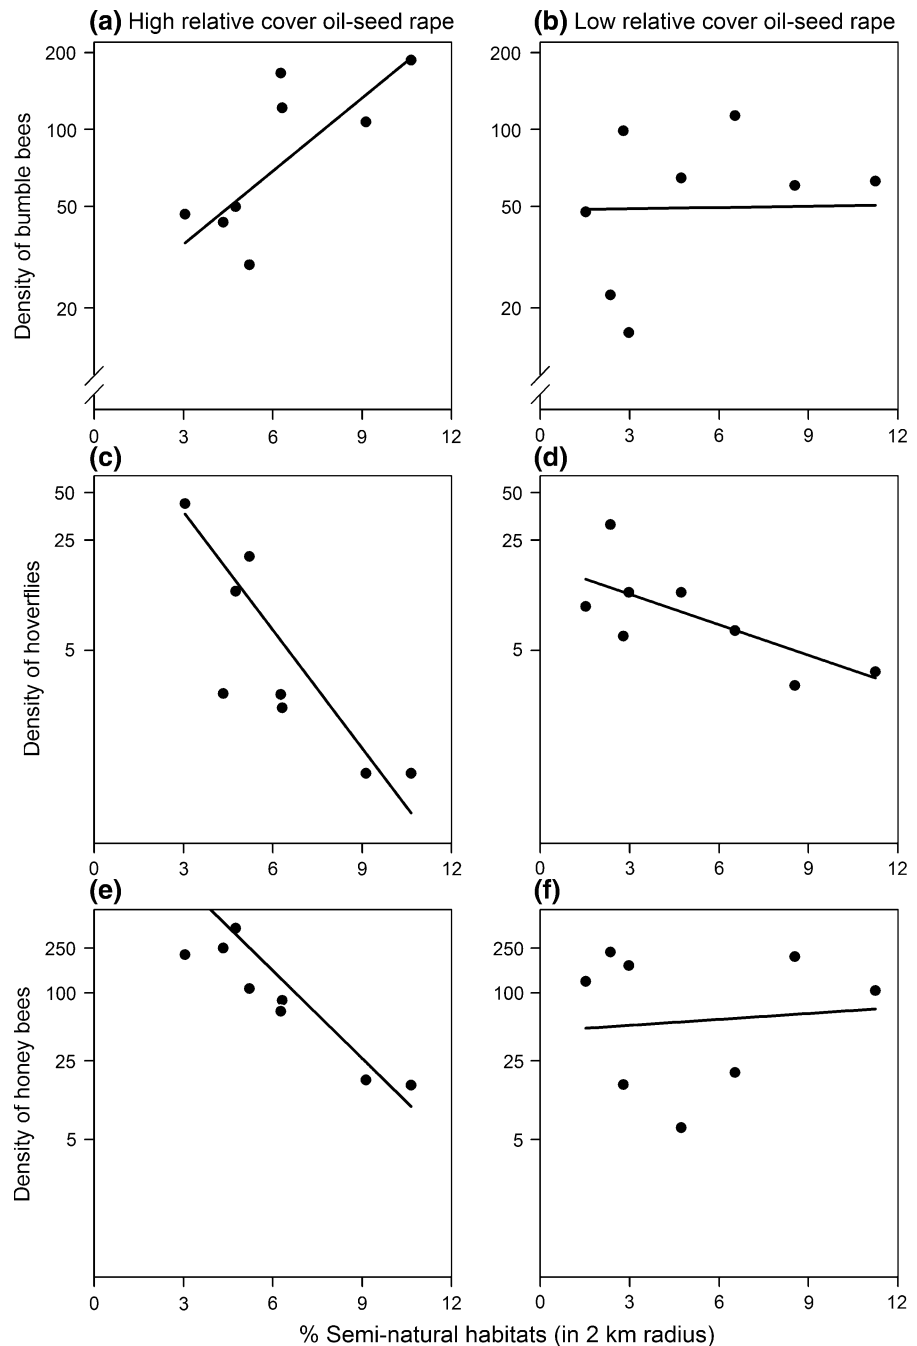 (a) High relative cover oil-seed rape
(b) Low relative cover oil-seed rape
Density of bumble bees
200
100
50
20
0 3 6 9 12
200
100
50
20
0 3 6 9 12
(c)
(d)
Density of hoverflies
50
25
5
0 3 6 9 12
50
25
5
0 3 6 9 12
(e)
(f)
Density of honey bees
250
100
25
5
0 3 6 9 12
250
100
25
5
0 3 6 9 12
% Semi-natural habitats (in 2 km radius)